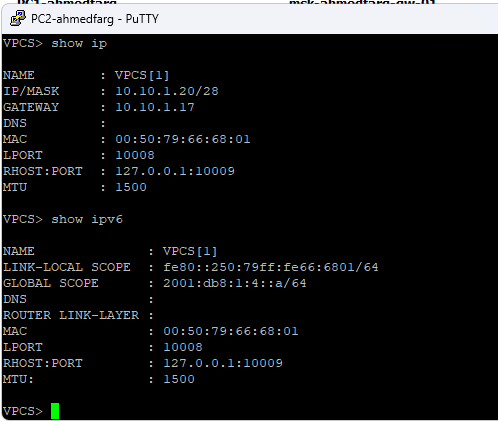 PC1-ahmedfarg msk-ahmedfarg-gw-01
PC2-ahmedfarg - PuTTY
VPCS> show ip
NAME : VPCS[1]
IP/MASK : 10.10.1.20/28
GATEWAY : 10.10.1.17
DNS :
MAC : 00:50:79:66:68:01
LPORT : 10008
RHOST:PORT : 127.0.0.1:10009
MTU : 1500
VPCS> show ipv6
NAME : VPCS[1]
LINK-LOCAL SCOPE : fe80::250:79ff:fe66:6801/64
GLOBAL SCOPE : 2001:db8:1:4::a/64
DNS :
ROUTER LINK-LAYER :
MAC : 00:50:79:66:68:01
LPORT : 10008
RHOST:PORT : 127.0.0.1:10009
MTU: : 1500
VPCS>